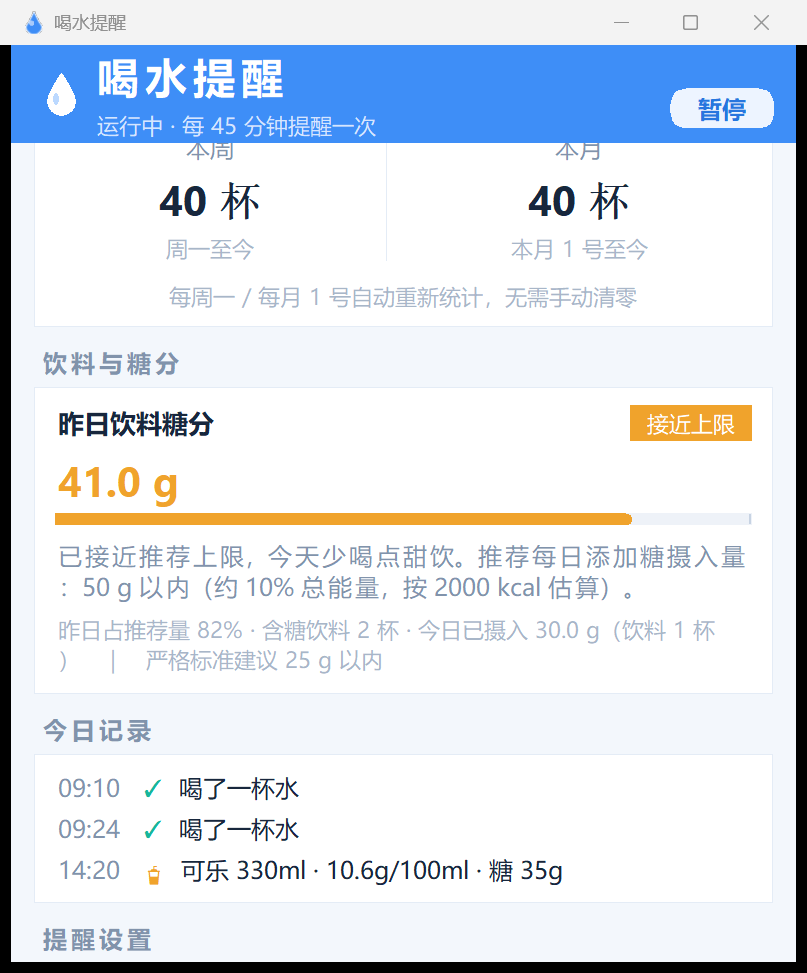 喝水提醒
喝水提醒
运行中 · 每 45 分钟提醒一次
暂停
本周
本月
40 杯
40 杯
周一至今
本月 1 号至今
每周一 / 每月 1 号自动重新统计，无需手动清零
饮料与糖分
昨日饮料糖分
接近上限
41.0 g
已接近推荐上限，今天少喝点甜饮。推荐每日添加糖摄入量
：50 g 以内（约 10% 总能量，按 2000 kcal 估算）。
昨日占推荐量 82% · 含糖饮料 2 杯 · 今日已摄入 30.0 g（饮料 1 杯
） | 严格标准建议 25 g 以内
今日记录
09:10 ✓ 喝了一杯水
09:24 ✓ 喝了一杯水
14:20 可乐 330ml · 10.6g/100ml · 糖 35g
提醒设置